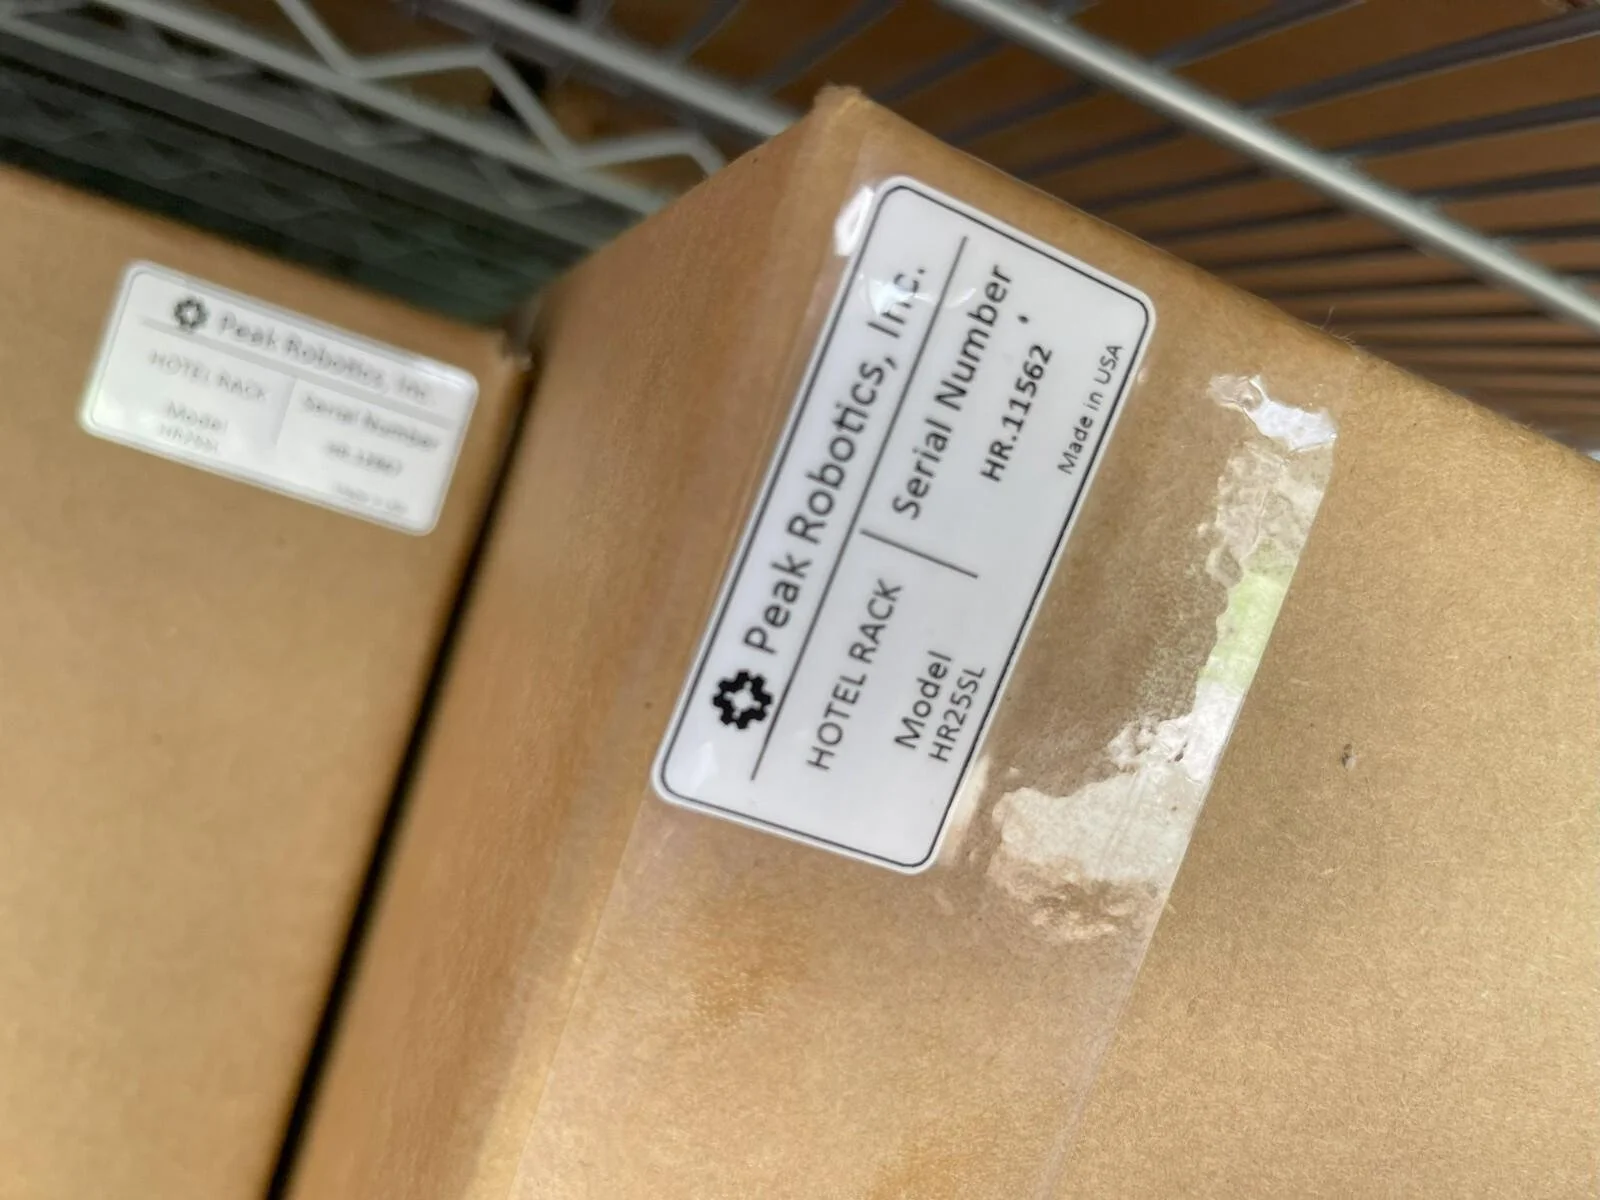 Peak Robotics, Inc.
HOTEL RACK
Model
Serial Number
Peak Robotics, Inc.
HOTEL RACK
Model
HR25SL
Serial Number
HR.11562
Made in USA